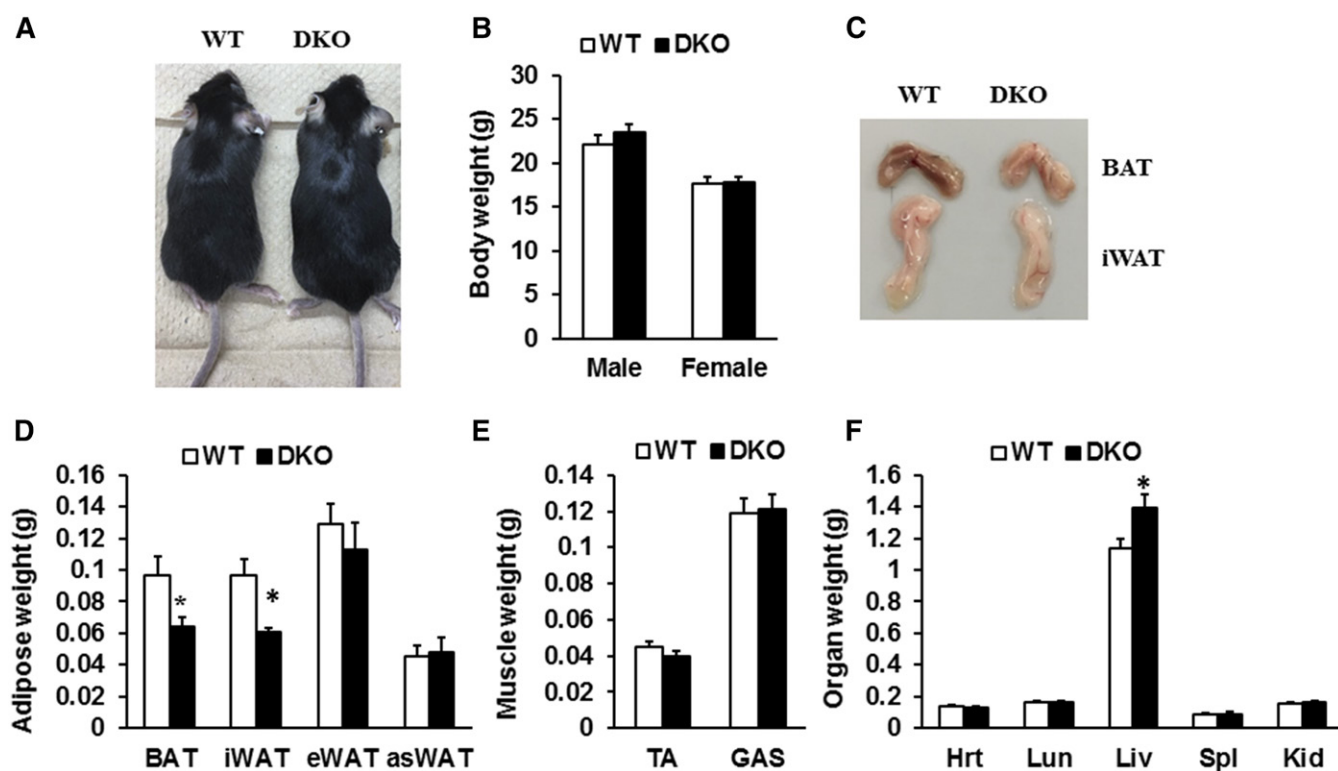 A
WT DKO
B
WT DKO
Body weight (g)
30
25
20
15
10
5
0
Male Female
C
WT DKO
BAT
iWAT
D
WT DKO
Adipose weight (g)
0.16
0.14
0.12
0.1
0.08
0.06
0.04
0.02
0
* *
BAT iWAT eWAT asWAT
E
WT DKO
Muscle weight (g)
0.14
0.12
0.1
0.08
0.06
0.04
0.02
0
TA GAS
F
WT DKO
Organ weight (g)
1.6
1.4
1.2
1
0.8
0.6
0.4
0.2
0
*
Hrt Lun Liv Spl Kid